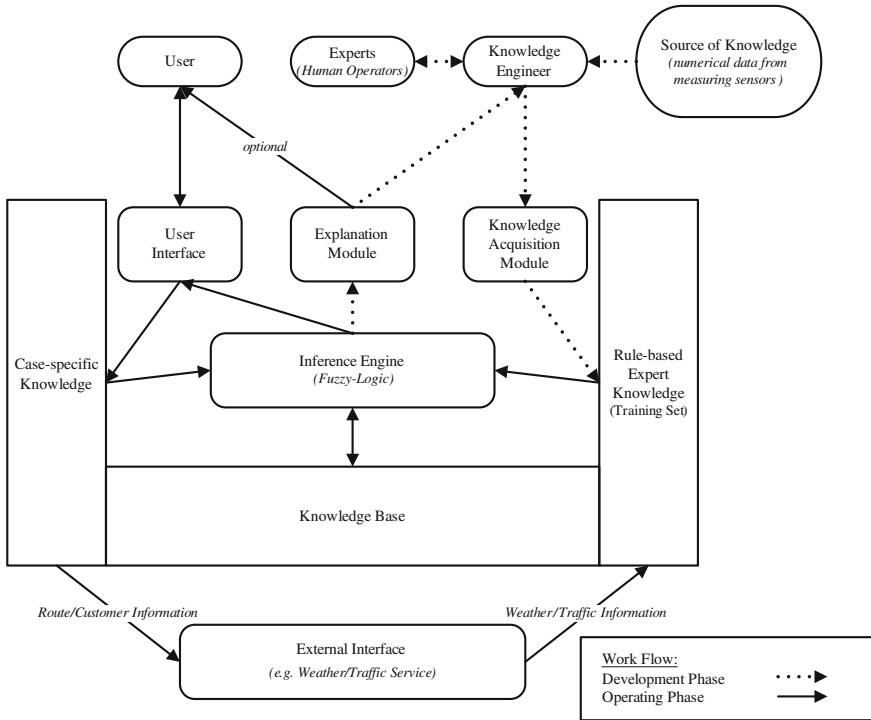 User
Experts
(Human Operators)
Knowledge
Engineer
Source of Knowledge
(numerical data from
measuring sensors )
optional
User
Interface
Explanation
Module
Knowledge
Acquisition
Module
Case-specific
Knowledge
Inference Engine
(Fuzzy-Logic)
Rule-based
Expert
Knowledge
(Training Set)
Knowledge Base
Route/Customer Information
Weather/Traffic Information
External Interface
(e.g. Weather/Traffic Service)
Work Flow:
Development Phase
Operating Phase